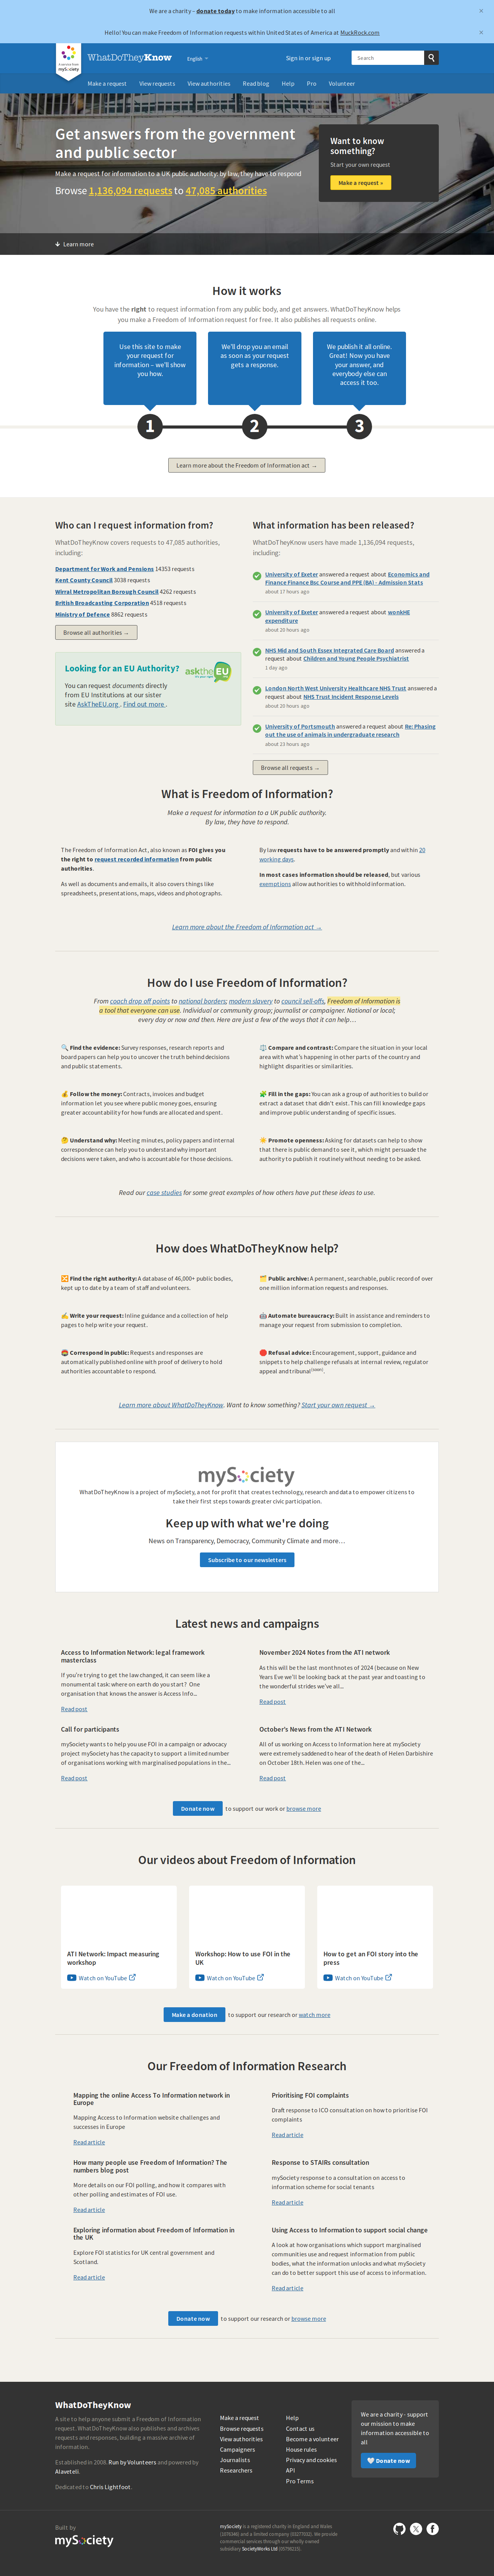 We are a charity – donate today to make information accessible to all
×
Hello! You can make Freedom of Information requests within United States of America at MuckRock.com
×
mySociety
WhatDoTheyKnow
English
Sign in or sign up
Search
Make a request
View requests
View authorities
Read blog
Help
Pro
Volunteer
Get answers from the government
and public sector
Make a request for information to a UK public authority: by law, they have to respond
Browse 1,136,094 requests to 47,085 authorities
Want to know
something?
Start your own request
Make a request »
Learn more
How it works
You have the right to request information from any public body, and get answers. WhatDoTheyKnow helps
you make a Freedom of Information request for free. It also publishes all requests online.
Use this site to make
your request for
information – we'll show
you how.
We'll drop you an email
as soon as your request
gets a response.
We publish it all online.
Great! Now you have
your answer, and
everybody else can
access it too.
1
2
3
Learn more about the Freedom of Information act →
Who can I request information from?
WhatDoTheyKnow covers requests to 47,085 authorities,
including:
Department for Work and Pensions 14353 requests
Kent County Council 3038 requests
Wirral Metropolitan Borough Council 4262 requests
British Broadcasting Corporation 4518 requests
Ministry of Defence 8862 requests
Browse all authorities →
Looking for an EU Authority?
asktheEU
You can request documents directly
from EU Institutions at our sister
site AskTheEU.org . Find out more .
What information has been released?
WhatDoTheyKnow users have made 1,136,094 requests,
including:
University of Exeter answered a request about Economics and
Finance Finance Bsc Course and PPE (BA) - Admission Stats
about 17 hours ago
University of Exeter answered a request about wonkHE
expenditure
about 20 hours ago
NHS Mid and South Essex Integrated Care Board answered a
request about Children and Young People Psychiatrist
1 day ago
London North West University Healthcare NHS Trust answered a
request about NHS Trust Incident Response Levels
about 20 hours ago
University of Portsmouth answered a request about Re: Phasing
out the use of animals in undergraduate research
about 23 hours ago
Browse all requests →
What is Freedom of Information?
Make a request for information to a UK public authority.
By law, they have to respond.
The Freedom of Information Act, also known as FOI gives you
the right to request recorded information from public
authorities.
As well as documents and emails, it also covers things like
spreadsheets, presentations, maps, videos and photographs.
By law requests have to be answered promptly and within 20
working days.
In most cases information should be released, but various
exemptions allow authorities to withhold information.
Learn more about the Freedom of Information act →
How do I use Freedom of Information?
From coach drop off points to national borders; modern slavery to council sell-offs, Freedom of Information is
a tool that everyone can use. Individual or community group; journalist or campaigner. National or local;
every day or now and then. Here are just a few of the ways that it can help…
🔍 Find the evidence: Survey responses, research reports and
board papers can help you to uncover the truth behind decisions
and public statements.
⚖️ Compare and contrast: Compare the situation in your local
area with what's happening in other parts of the country and
highlight disparities or similarities.
💰 Follow the money: Contracts, invoices and budget
information let you see where public money goes, ensuring
greater accountability for how funds are allocated and spent.
🧩 Fill in the gaps: You can ask a group of authorities to build or
extract a dataset that didn't exist. This can fill knowledge gaps
and improve public understanding of specific issues.
🤔 Understand why: Meeting minutes, policy papers and internal
correspondence can help you to understand why important
decisions were taken, and who is accountable for those decisions.
☀️ Promote openness: Asking for datasets can help to show
that there is public demand to see it, which might persuade the
authority to publish it routinely without needing to be asked.
Read our case studies for some great examples of how others have put these ideas to use.
How does WhatDoTheyKnow help?
🔀 Find the right authority: A database of 46,000+ public bodies,
kept up to date by a team of staff and volunteers.
🗂️ Public archive: A permanent, searchable, public record of over
one million information requests and responses.
✍️ Write your request: Inline guidance and a collection of help
pages to help write your request.
🤖 Automate bureaucracy: Built in assistance and reminders to
manage your request from submission to completion.
📯 Correspond in public: Requests and responses are
automatically published online with proof of delivery to hold
authorities account to respond.
🛑 Refusal advice: Encouragement, support, guidance and
snippets to help challenge refusals at internal review, regulator
appeal and tribunal
Learn more about WhatDoTheyKnow. Want to know something? Start your own request →
mySociety
WhatDoTheyKnow is a project of mySociety, a not for profit that creates technology, research and data to empower citizens to
take their first steps towards greater civic participation.
Keep up with what we're doing
News on Transparency, Democracy, Community Climate and more…
Subscribe to our newsletters
Latest news and campaigns
Access to Information Network: legal framework
masterclass
If you're trying to get the law changed, it can seem like a
monumental task: where on earth do you start? One
organisation that knows the answer is Access Info...
Read post
November 2024 Notes from the ATI network
As this will be the last monthnotes of 2024 (because on New
Years Eve we'll be looking back at the past year and toasting to
the wonderful strides we've all...
Read post
Call for participants
mySociety wants to help you use FOI in a campaign or advocacy
project mySociety has the capacity to support a limited number
of organisations working with marginalised populations in the...
Read post
October's News from the ATI Network
All of us working on Access to Information here at mySociety
were extremely saddened to hear of the death of Helen Darbishire
on October 18th. Helen was one of the...
Read post
Donate now to support our work or browse more
Our videos about Freedom of Information
ATI Network: Impact measuring
workshop
Watch on YouTube
Workshop: How to use FOI in the
UK
Watch on YouTube
How to get an FOI story into the
press
Watch on YouTube
Make a donation to support our research or watch more
Our Freedom of Information Research
Mapping the online Access To Information network in
Europe
Mapping Access to Information website challenges and
successes in Europe
Read article
Prioritising FOI complaints
Draft response to ICO consultation on how to prioritise FOI
complaints
Read article
How many people use Freedom of Information? The
numbers blog post
More details on our FOI polling, and how it compares with
other polling and estimates of FOI use.
Read article
Response to STAIRs consultation
mySociety response to a consultation on access to
information scheme for social tenants
Read article
Exploring information about Freedom of Information in
the UK
Explore FOI statistics for UK central government and
Scotland.
Read article
Using Access to Information to support social change
A look at how organisations which support marginalised
communities use and request information from public
bodies, what the information unlocks and what mySociety
can do to better support this use of access to information.
Read article
Donate now to support our research or browse more
WhatDoTheyKnow
A site to help anyone submit a Freedom of Information
request. WhatDoTheyKnow also publishes and archives
requests and responses, building a massive archive of
information.
Established in 2008. Run by Volunteers and powered by
Alaveteli.
Dedicated to Chris Lightfoot.
Make a request
Browse requests
View authorities
Campaigners
Journalists
Researchers
Help
Contact us
Become a volunteer
House rules
Privacy and cookies
API
Pro Terms
We are a charity - support
our mission to make
information accessible to
all
🤍 Donate now
Built by
mySociety
mySociety is a registered charity in England and Wales
(1076346) and a limited company (03277032). We provide
commercial services through our wholly owned
subsidiary SocietyWorks Ltd (05798215).